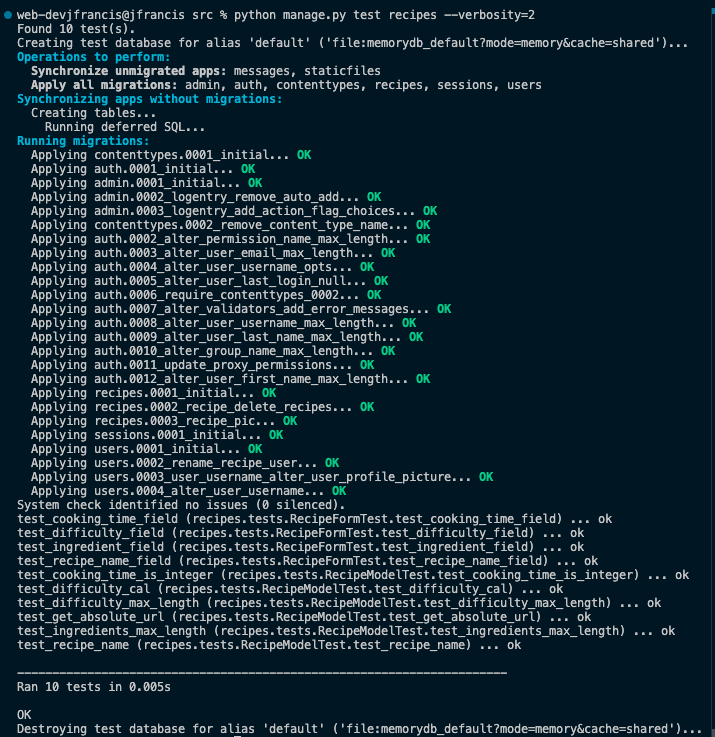 web-devjfrancis@jfrancis src % python manage.py test recipes --verbosity=2
Found 10 test(s).
Creating test database for alias 'default' ('file:memorydb_default?mode=memory&cache=shared')...
Operations to perform:
  Synchronize unmigrated apps: messages, staticfiles
  Apply all migrations: admin, auth, contenttypes, recipes, sessions, users
Synchronizing apps without migrations:
  Creating tables...
    Running deferred SQL...
Running migrations:
  Applying contenttypes.0001_initial... OK
  Applying auth.0001_initial... OK
  Applying admin.0001_initial... OK
  Applying admin.0002_logentry_remove_auto_add... OK
  Applying admin.0003_logentry_add_action_flag_choices... OK
  Applying contenttypes.0002_remove_content_type_name... OK
  Applying auth.0002_alter_permission_name_max_length... OK
  Applying auth.0003_alter_user_email_max_length... OK
  Applying auth.0004_alter_user_username_opts... OK
  Applying auth.0005_alter_user_last_login_null... OK
  Applying auth.0006_require_contenttypes_0002... OK
  Applying auth.0007_alter_validators_add_error_messages... OK
  Applying auth.0008_alter_user_username_max_length... OK
  Applying auth.0009_alter_user_last_name_max_length... OK
  Applying auth.0010_alter_group_name_max_length... OK
  Applying auth.0011_update_proxy_permissions... OK
  Applying auth.0012_alter_user_first_name_max_length... OK
  Applying recipes.0001_initial... OK
  Applying recipes.0002_recipe_delete_recipes... OK
  Applying recipes.0003_recipe_pic... OK
  Applying sessions.0001_initial... OK
  Applying users.0001_initial... OK
  Applying users.0002_rename_recipe_user... OK
  Applying users.0003_user_username_alter_user_profile_picture... OK
  Applying users.0004_alter_user_username... OK
System check identified no issues (0 silenced).
test_cooking_time_field (recipes.tests.RecipeFormTest.test_cooking_time_field) ... ok
test_difficulty_field (recipes.tests.RecipeFormTest.test_difficulty_field) ... ok
test_ingredient_field (recipes.tests.RecipeFormTest.test_ingredient_field) ... ok
test_recipe_name_field (recipes.tests.RecipeFormTest.test_recipe_name_field) ... ok
test_cooking_time_is_integer (recipes.tests.RecipeModelTest.test_cooking_time_is_integer) ... ok
test_difficulty_cal (recipes.tests.RecipeModelTest.test_difficulty_cal) ... ok
test_difficulty_max_length (recipes.tests.RecipeModelTest.test_difficulty_max_length) ... ok
test_get_absolute_url (recipes.tests.RecipeModelTest.test_get_absolute_url) ... ok
test_ingredients_max_length (recipes.tests.RecipeModelTest.test_ingredients_max_length) ... ok
test_recipe_name (recipes.tests.RecipeModelTest.test_recipe_name) ... ok
----------------------------------------------------------------------
Ran 10 tests in 0.005s
OK
Destroying test database for alias 'default' ('file:memorydb_default?mode=memory&cache=shared')...